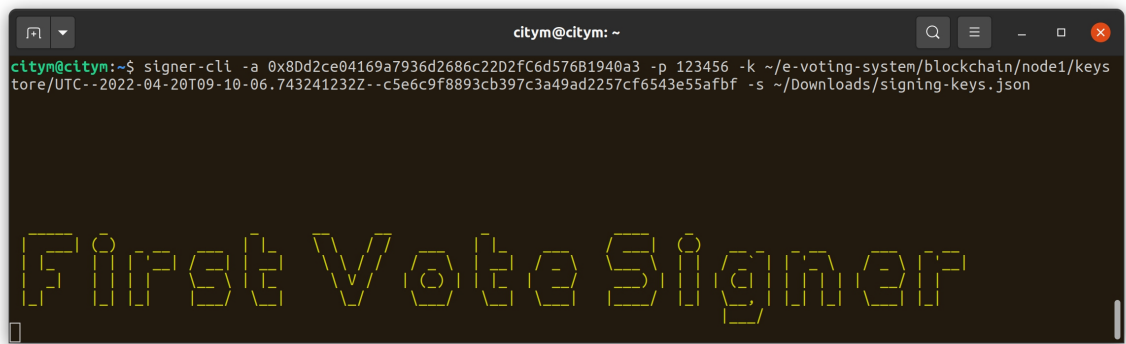 citym@citym: ~
citym@citym:~$ signer-cli -a 0x8Dd2ce04169a7936d2686c22D2fC6d576B1940a3 -p 123456 -k ~/e-voting-system/blockchain/node1/keys
tore/UTC--2022-04-20T09-10-06.743241232Z--c5e6c9f8893cb397c3a49ad2257cf6543e55afbf -s ~/Downloads/signing-keys.json
First Vote Signer